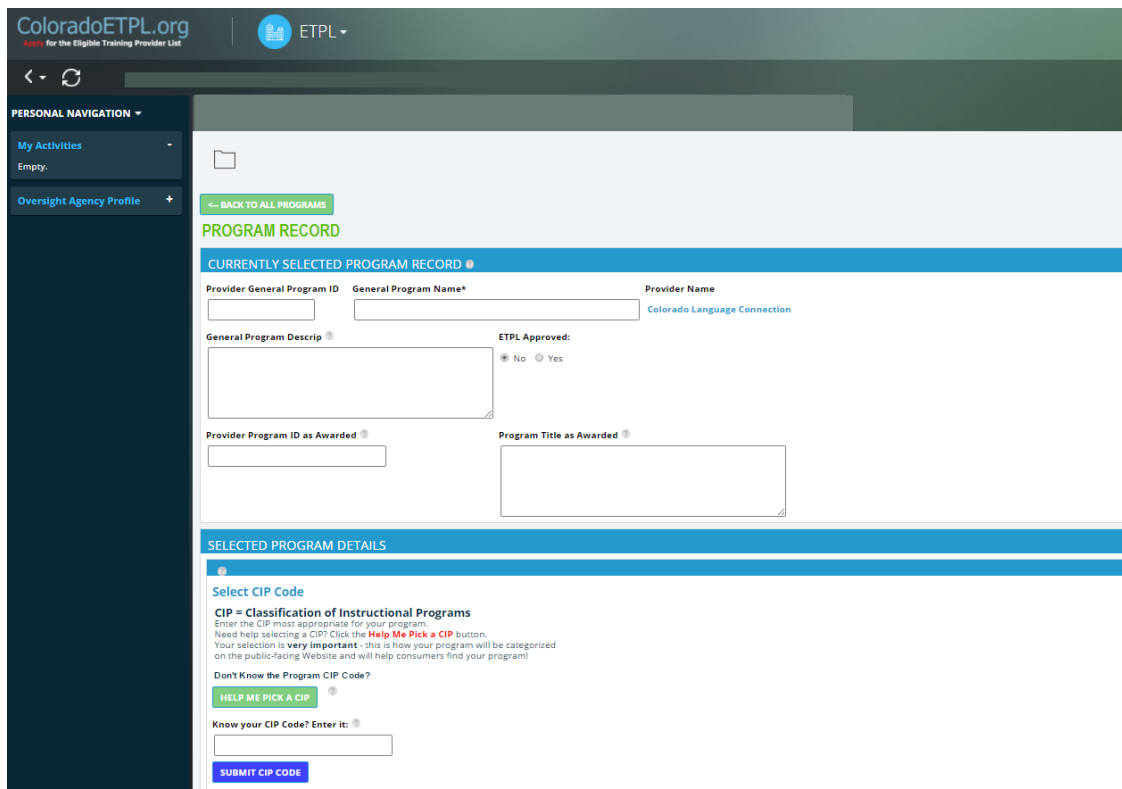 ColoradoETPL.org
Apply for the Eligible Training Provider List
ETPL
PERSONAL NAVIGATION
My Activities -
Empty.
Oversight Agency Profile +
<-- BACK TO ALL PROGRAMS
PROGRAM RECORD
CURRENTLY SELECTED PROGRAM RECORD ?
Provider General Program ID General Program Name* Provider Name
Colorado Language Connection
General Program Descrip ? ETPL Approved:
No Yes
Provider Program ID as Awarded ? Program Title as Awarded ?
SELECTED PROGRAM DETAILS
?
Select CIP Code
CIP = Classification of Instructional Programs
Enter the CIP most appropriate for your program.
Need help selecting a CIP? Click the Help Me Pick a CIP button.
Your selection is very important - this is how your program will be categorized
on the public-facing Website and will help consumers find your program!
Don't Know the Program CIP Code?
HELP ME PICK A CIP ?
Know your CIP Code? Enter it: ?
SUBMIT CIP CODE